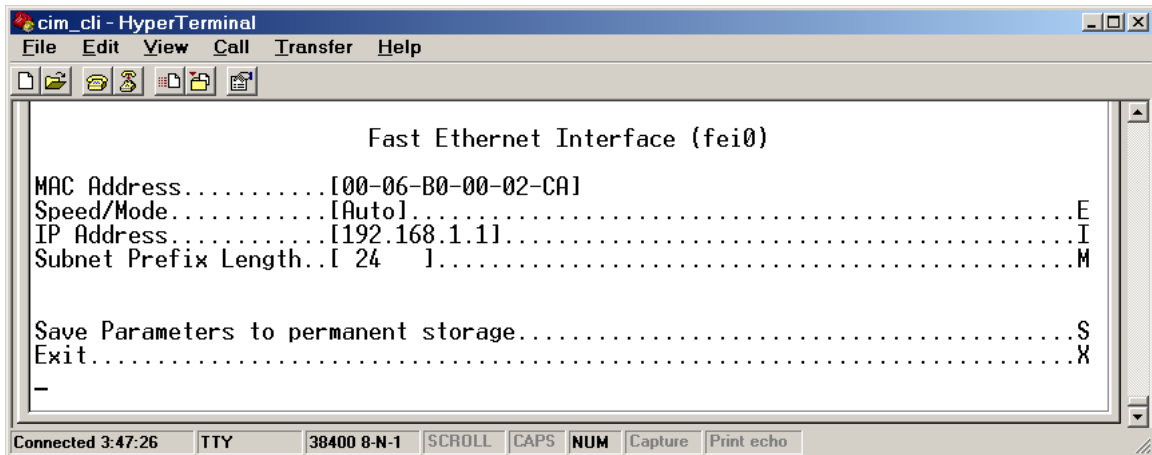 cim_cli - HyperTerminal
File Edit View Call Transfer Help
Fast Ethernet Interface (fei0)
MAC Address...........[00-06-B0-00-02-CA]
Speed/Mode............[Auto]..................................................E
IP Address............[192.168.1.1]...........................................I
Subnet Prefix Length..[ 24   ]................................................M
Save Parameters to permanent storage..........................................S
Exit..........................................................................X
_
Connected 3:47:26 TTY 38400 8-N-1 SCROLL CAPS NUM Capture Print echo